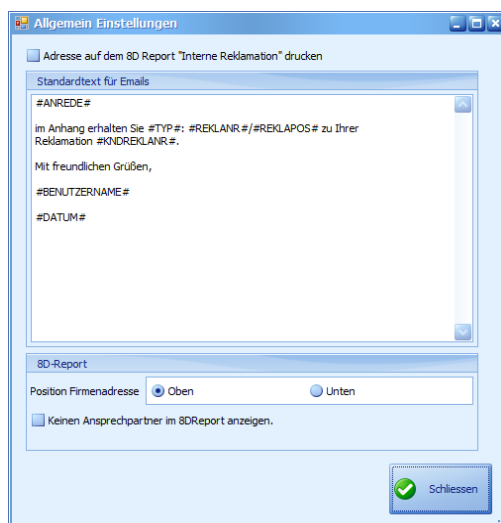 Allgemein Einstellungen
Adresse auf dem 8D Report "Interne Reklamation" drucken
Standardtext für Emails
#ANREDE#
im Anhang erhalten Sie #TYP#: #REKLANR#/#REKLAPOS# zu Ihrer
Reklamation #KNDREKLANR#.
Mit freundlichen Grüßen,
#BENUTZERNAME#
#DATUM#
8D-Report
Position Firmenadresse Oben Unten
Keinen Ansprechpartner im 8DReport anzeigen.
Schliessen